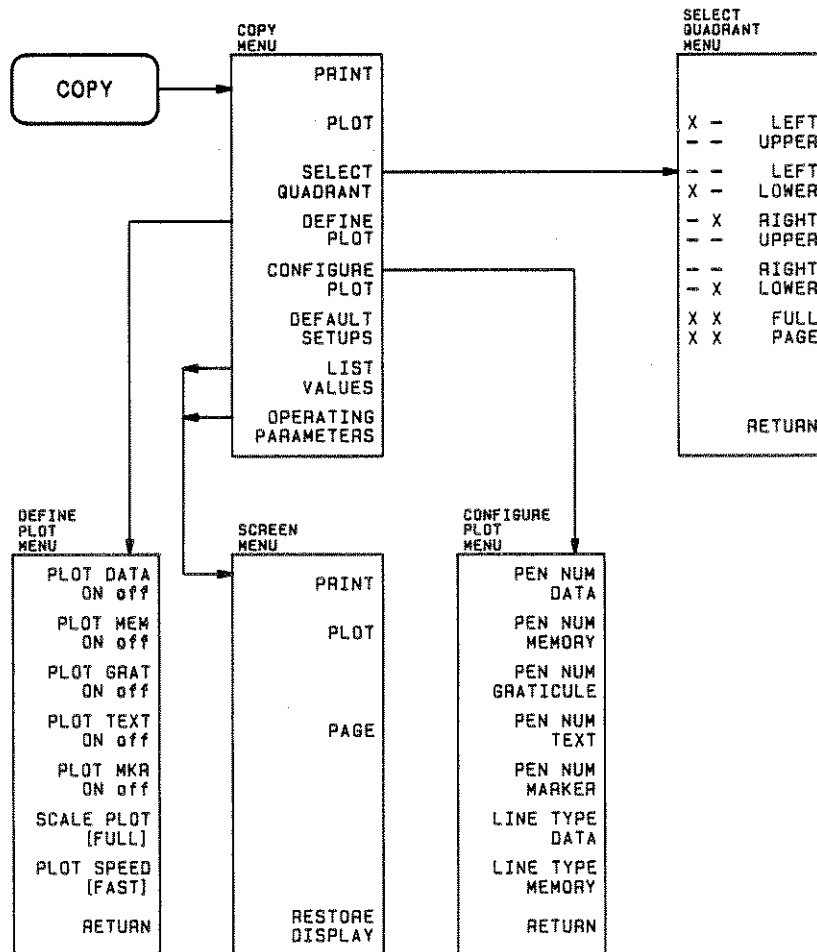 COPY
COPY
MENU
PRINT
PLOT
SELECT
QUADRANT
DEFINE
PLOT
CONFIGURE
PLOT
DEFAULT
SETUPS
LIST
VALUES
OPERATING
PARAMETERS
SELECT
QUADRANT
MENU
X - LEFT
- - UPPER
- - LEFT
X - LOWER
- X RIGHT
- - UPPER
- - RIGHT
- X LOWER
X X FULL
X X PAGE
RETURN
DEFINE
PLOT
MENU
PLOT DATA
ON off
PLOT MEM
ON off
PLOT GRAT
ON off
PLOT TEXT
ON off
PLOT MKR
ON off
SCALE PLOT
[FULL]
PLOT SPEED
[FAST]
RETURN
SCREEN
MENU
PRINT
PLOT
PAGE
RESTORE
DISPLAY
CONFIGURE
PLOT
MENU
PEN NUM
DATA
PEN NUM
MEMORY
PEN NUM
GRATICULE
PEN NUM
TEXT
PEN NUM
MARKER
LINE TYPE
DATA
LINE TYPE
MEMORY
RETURN